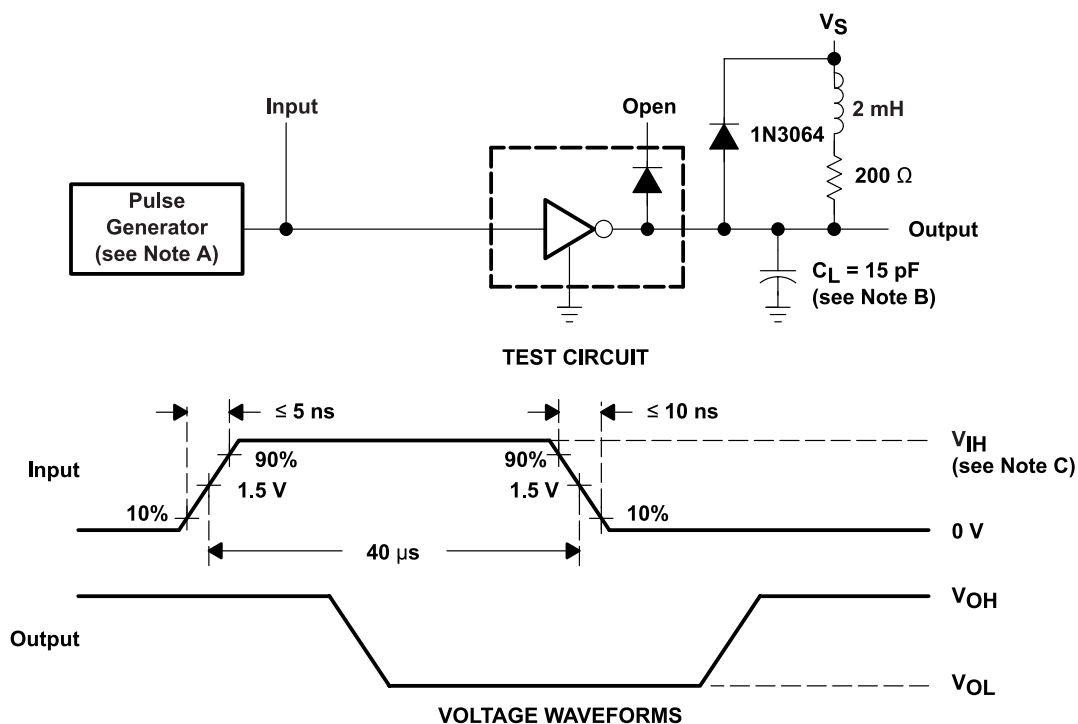 VS
Input
Open
2 mH
1N3064
200 Ω
Pulse
Generator
(see Note A)
Output
CL = 15 pF
(see Note B)
TEST CIRCUIT
≤ 5 ns
≤ 10 ns
Input
90%
90%
VIH
(see Note C)
1.5 V
1.5 V
10%
10%
0 V
40 μs
VOH
Output
VOL
VOLTAGE WAVEFORMS